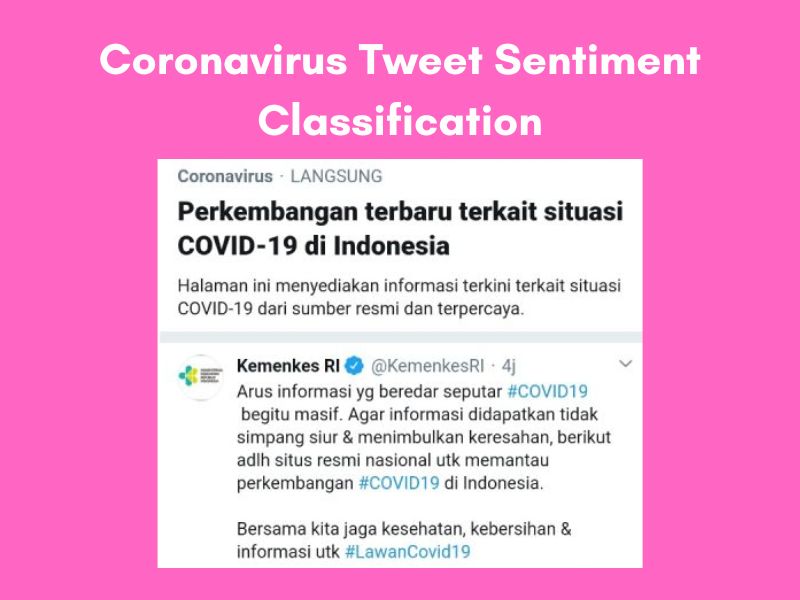 Coronavirus Tweet Sentiment
Classification
Coronavirus · LANGSUNG
Perkembangan terbaru terkait situasi
COVID-19 di Indonesia
Halaman ini menyediakan informasi terkini terkait situasi
COVID-19 dari sumber resmi dan terpercaya.
Kemenkes RI @KemenkesRI · 4j
Arus informasi yg beredar seputar #COVID19
begitu masif. Agar informasi didapatkan tidak
simpang siur & menimbulkan keresahan, berikut
adlh situs resmi nasional utk memantau
perkembangan #COVID19 di Indonesia.
Bersama kita jaga kesehatan, kebersihan &
informasi utk #LawanCovid19